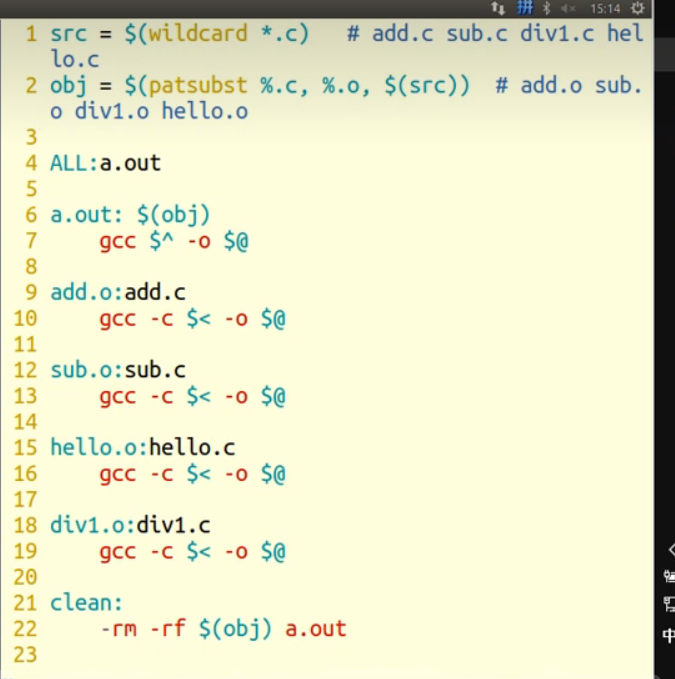 15:14
1 src = $(wildcard *.c)   # add.c sub.c div1.c hel
lo.c
2 obj = $(patsubst %.c, %.o, $(src))  # add.o sub.
o div1.o hello.o
3
4 ALL:a.out
5
6 a.out: $(obj)
7     gcc $^ -o $@
8
9 add.o:add.c
10     gcc -c $< -o $@
11
12 sub.o:sub.c
13     gcc -c $< -o $@
14
15 hello.o:hello.c
16     gcc -c $< -o $@
17
18 div1.o:div1.c
19     gcc -c $< -o $@
20
21 clean:
22     -rm -rf $(obj) a.out
23
中